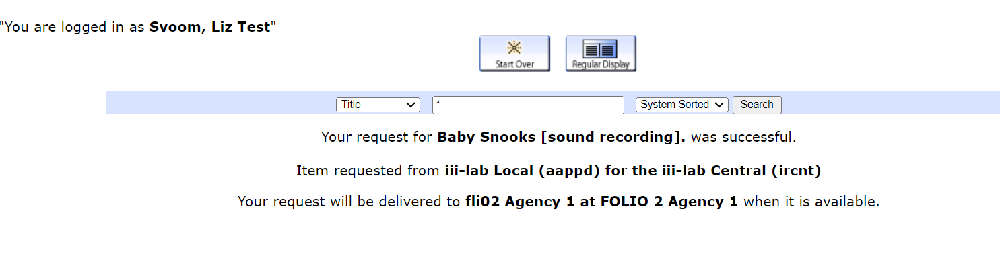 "You are logged in as Svoom, Liz Test"
Start Over
Regular Display
Title * System Sorted Search
Your request for Baby Snooks [sound recording]. was successful.
Item requested from iii-lab Local (aappd) for the iii-lab Central (ircnt)
Your request will be delivered to fli02 Agency 1 at FOLIO 2 Agency 1 when it is available.